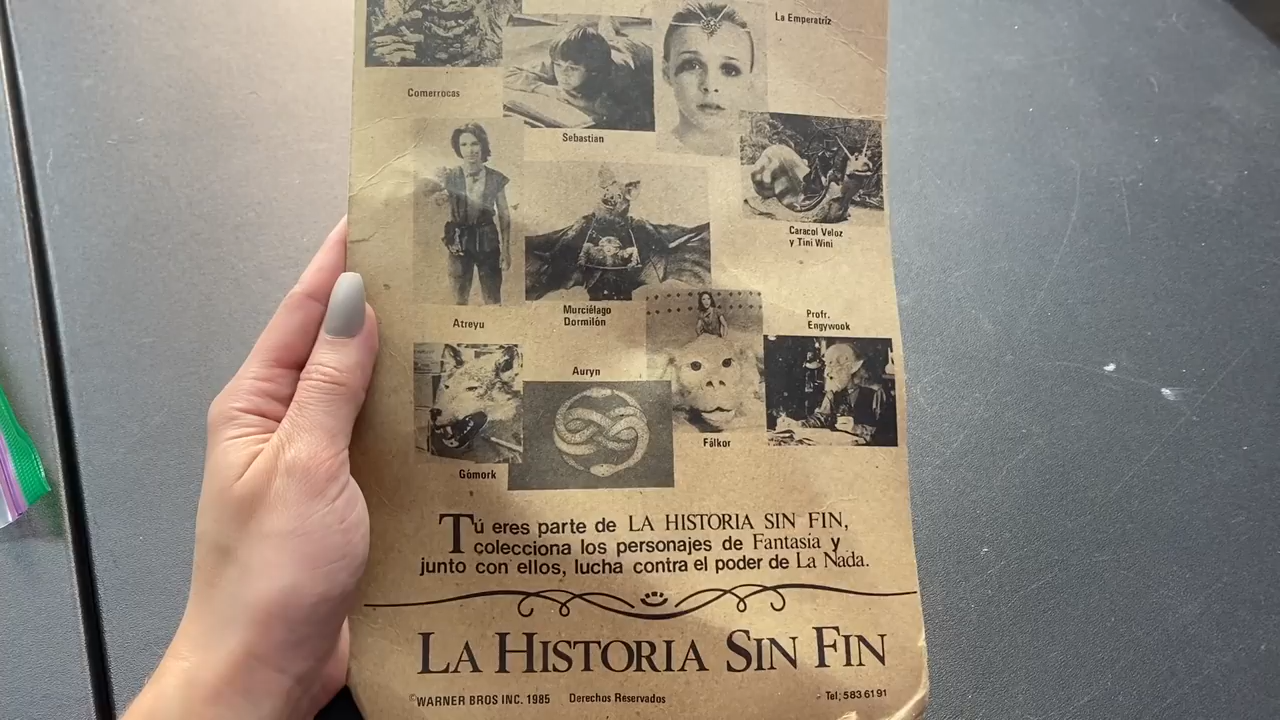 La Emperatriz
Comerrocas
Sebastian
Caracol Veloz
y Tini Wini
Atreyu
Murciélago
Dormilón
Profr.
Engywook
Auryn
Fálkor
Gómork
Tú eres parte de LA HISTORIA SIN FIN,
colecciona los personajes de Fantasia y
junto con ellos, lucha contra el poder de La Nada.
LA HISTORIA SIN FIN
©WARNER BROS INC. 1985 Derechos Reservados
Tel; 583 61 91